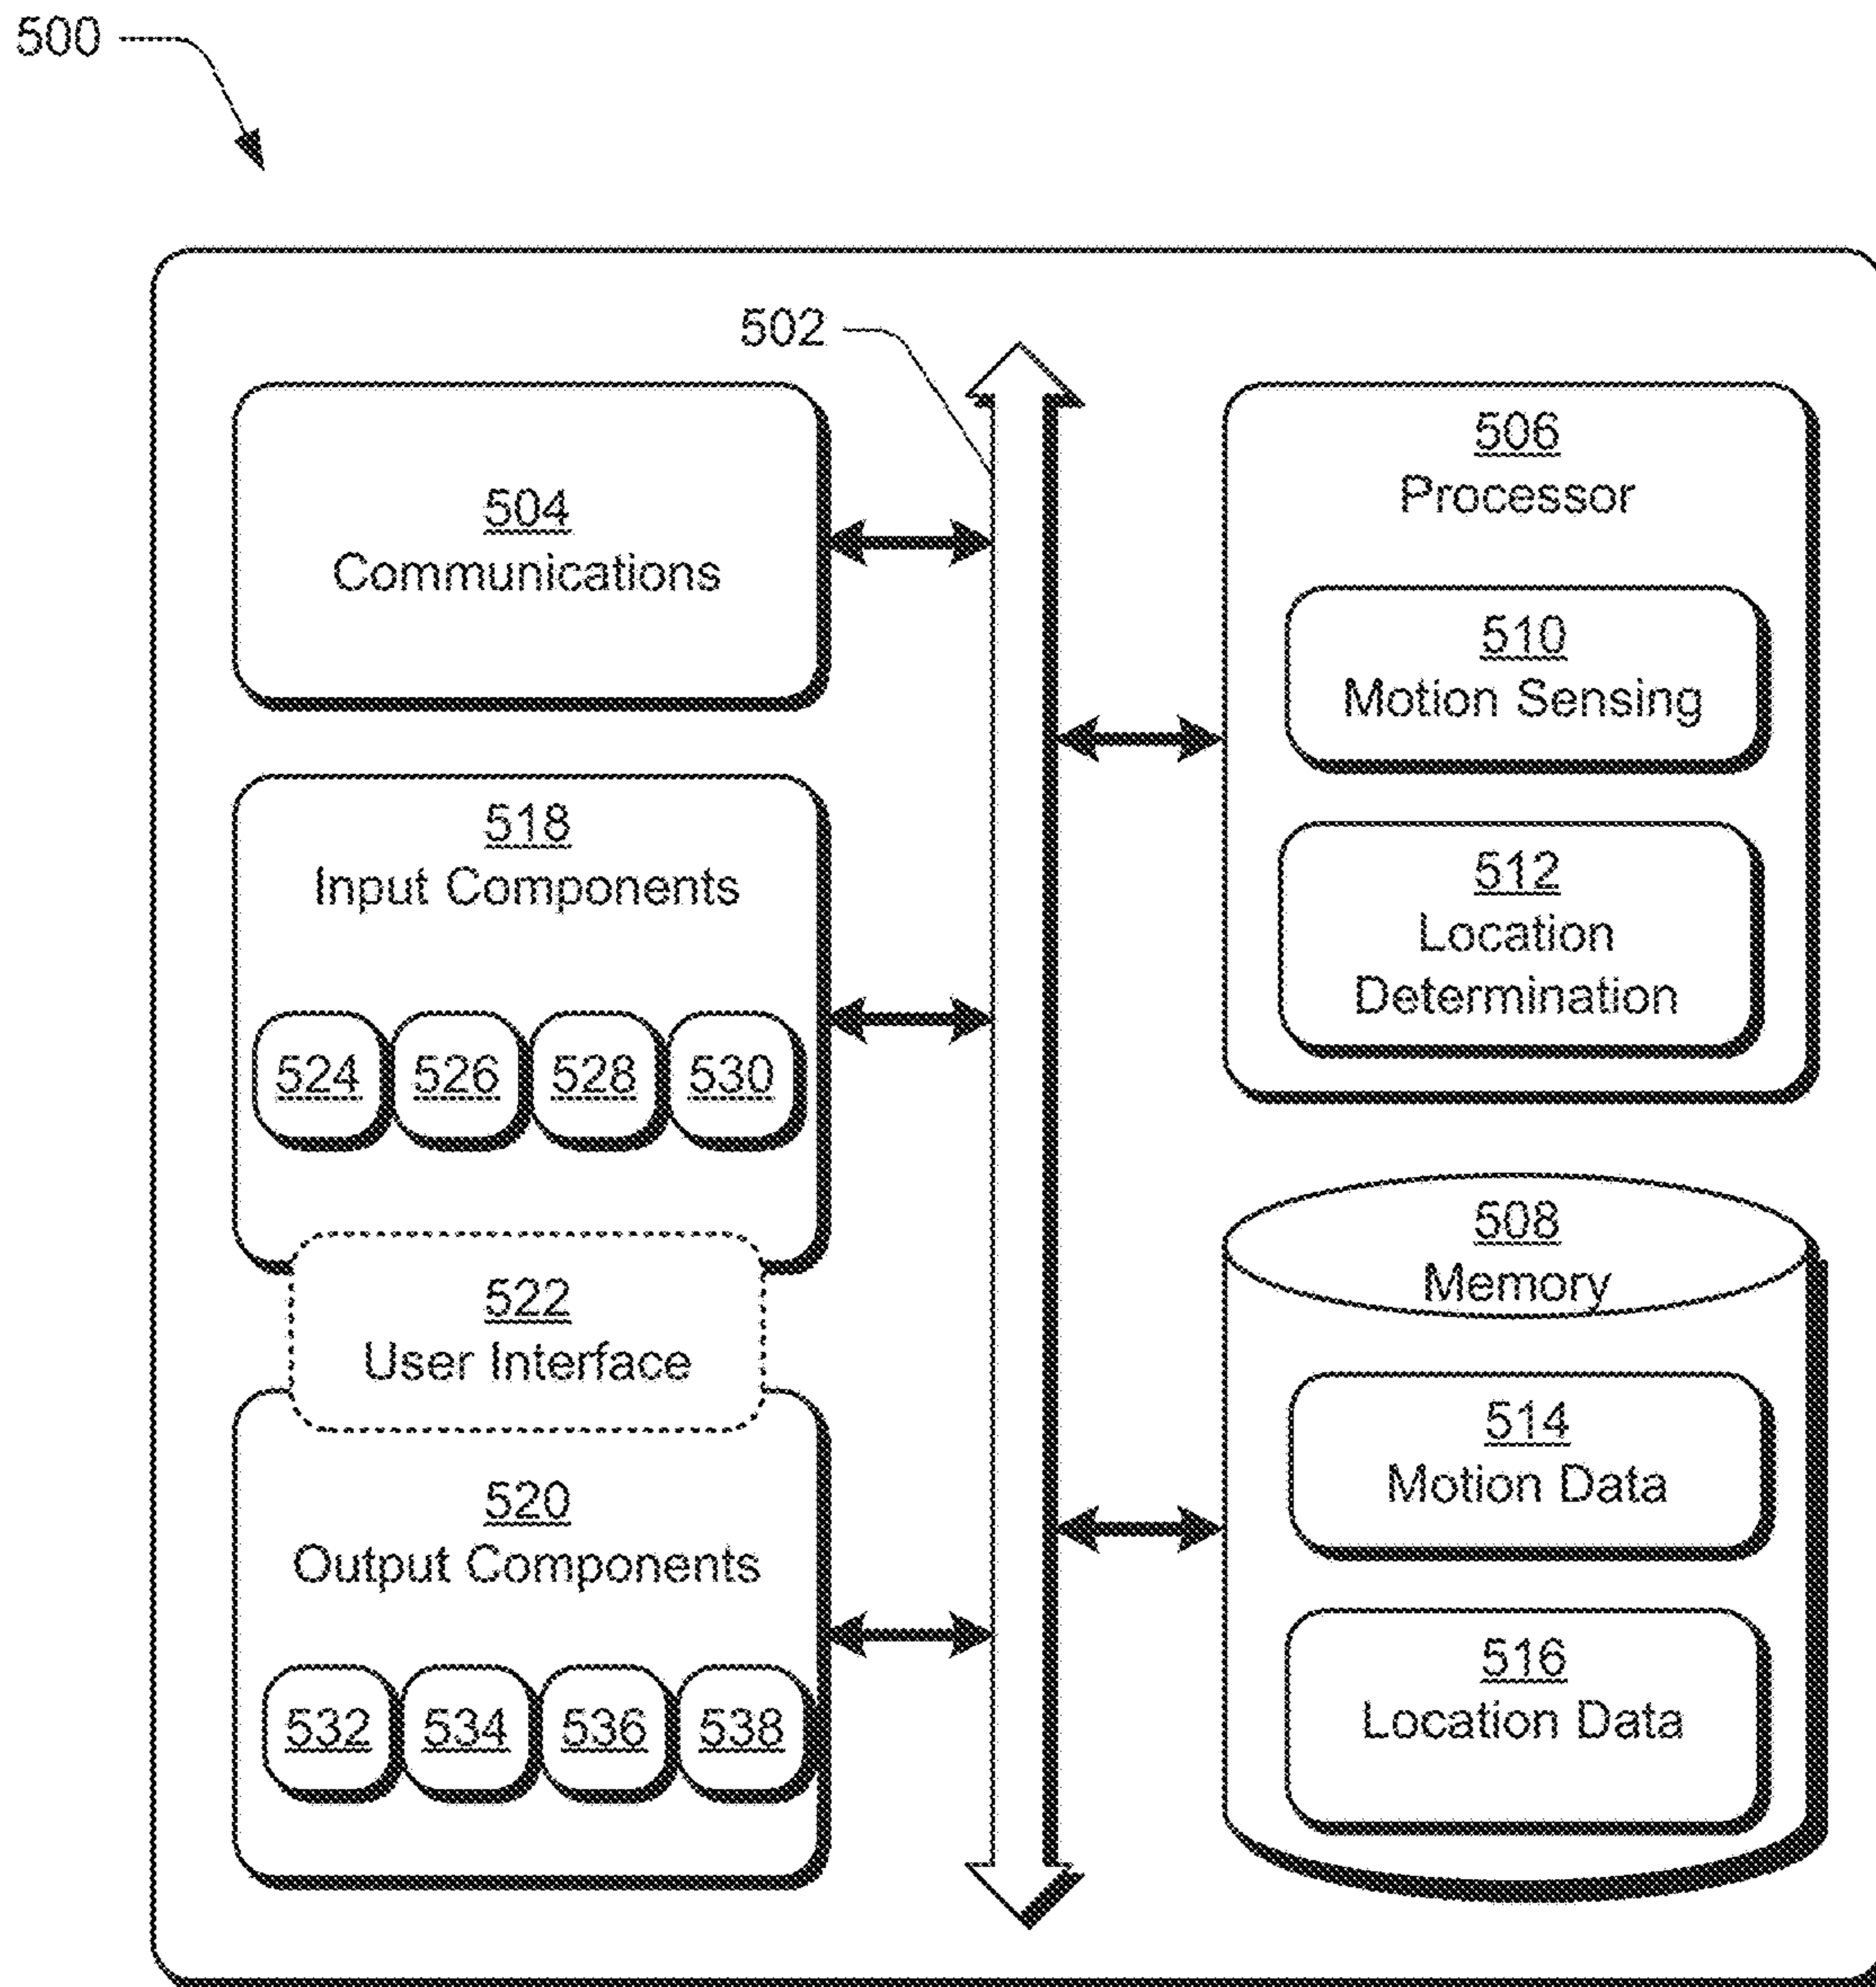 500
502
504
Communications
506
Processor
510
Motion Sensing
512
Location
Determination
518
Input Components
524 526 528 530
522
User Interface
520
Output Components
532 534 536 538
508
Memory
514
Motion Data
516
Location Data